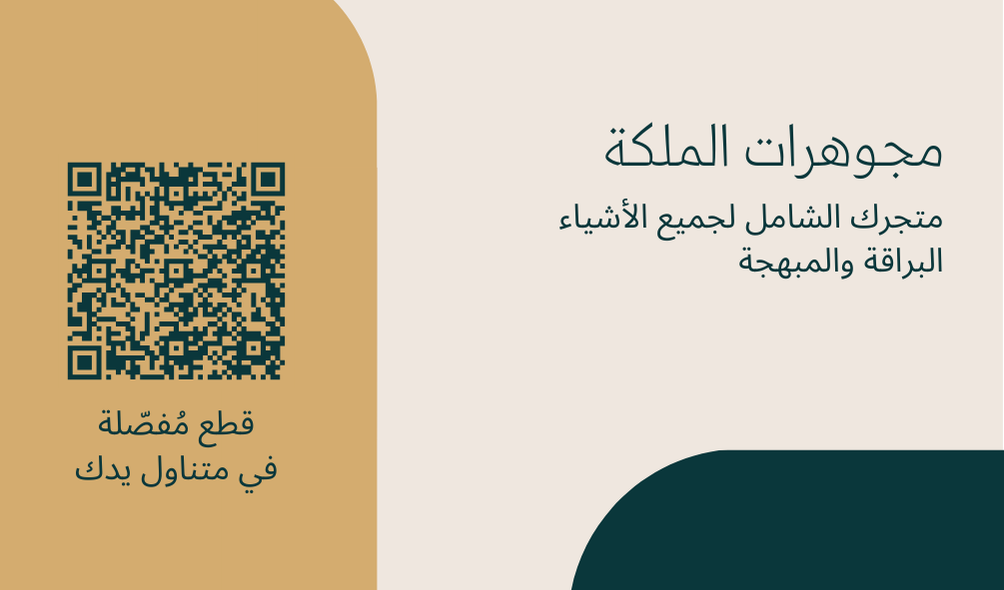 مجوهرات الملكة
متجرك الشامل لجميع الأشياء
البراقة والمبهجة
قطع مُفصّلة
في متناول يدك